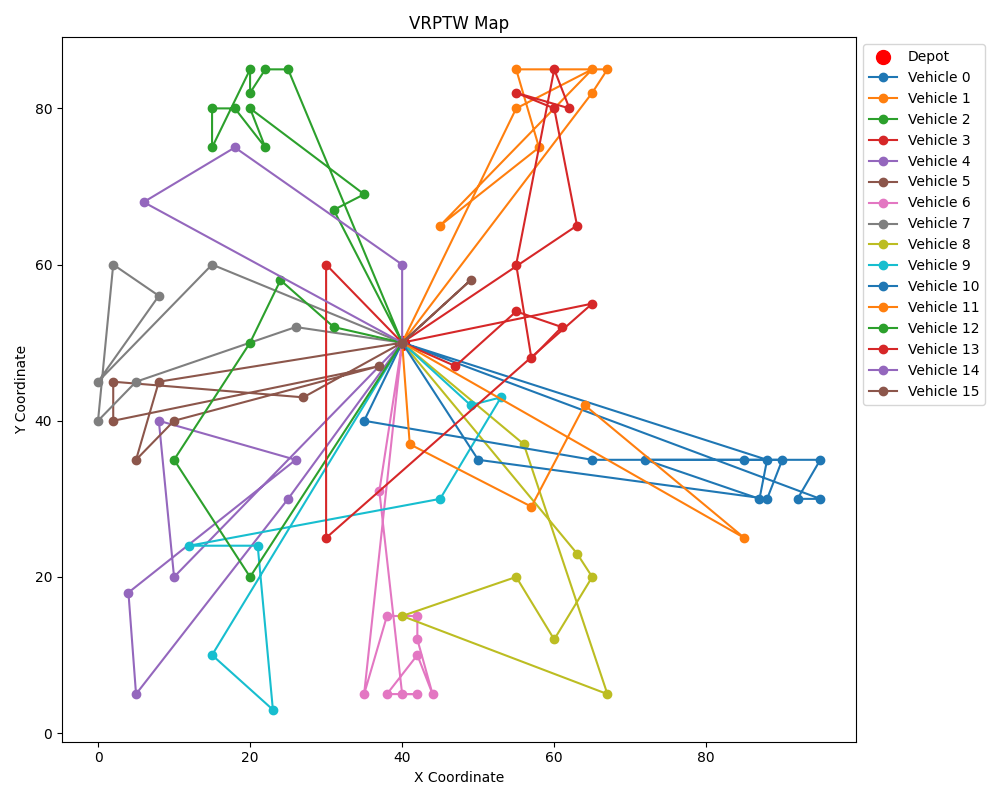 VRPTW Map
Y Coordinate
80
60
40
20
0
0
20
40
60
80
X Coordinate
Depot
Vehicle 0
Vehicle 1
Vehicle 2
Vehicle 3
Vehicle 4
Vehicle 5
Vehicle 6
Vehicle 7
Vehicle 8
Vehicle 9
Vehicle 10
Vehicle 11
Vehicle 12
Vehicle 13
Vehicle 14
Vehicle 15